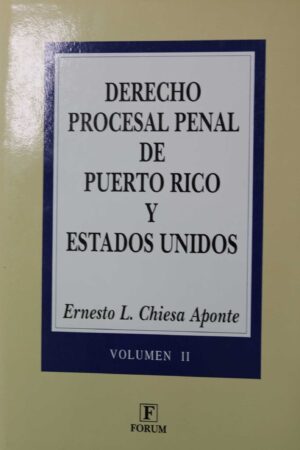 DERECHO
PROCESAL PENAL
DE
PUERTO RICO
Y
ESTADOS UNIDOS
Ernesto L. Chiesa Aponte
VOLUMEN II
F
FORUM